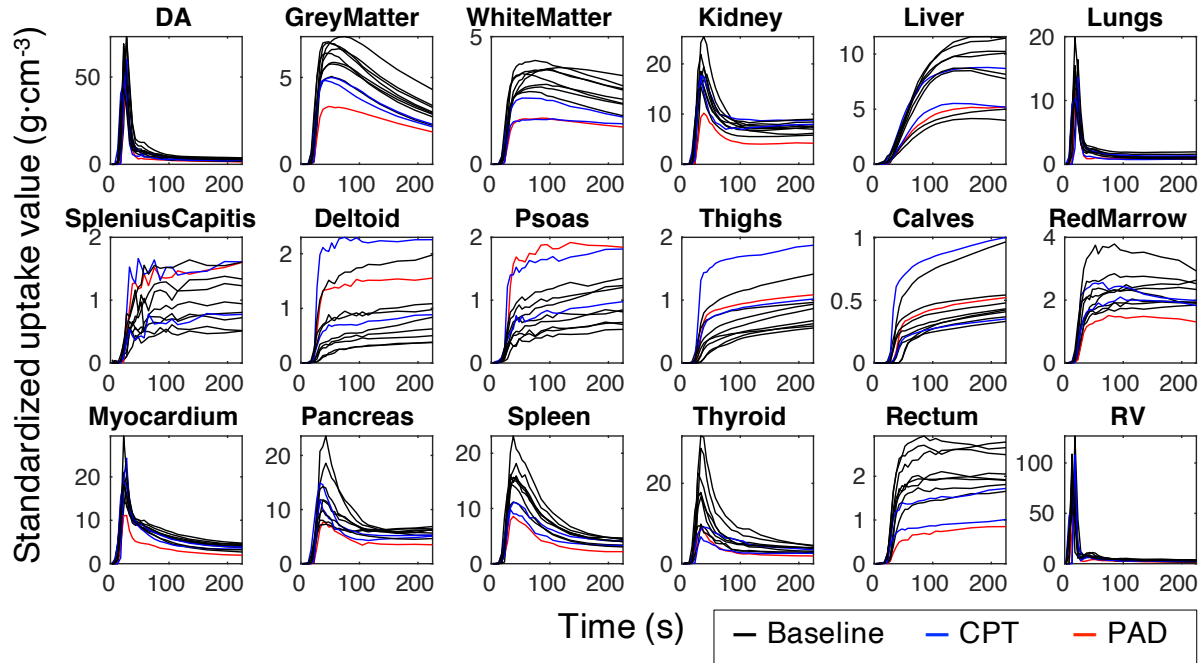 Standardized uptake value (g·cm-3)
DA GreyMatter WhiteMatter Kidney Liver Lungs
50
0
0 100 200
5
0
0 100 200
5
0
0 100 200
20
10
0
0 100 200
10
5
0
0 100 200
20
10
0
0 100 200
SpleniusCapitis Deltoid Psoas Thighs Calves RedMarrow
2
1
0
0 100 200
2
1
0
0 100 200
2
1
0
0 100 200
2
1
0
0 100 200
1
0.5
0
0 100 200
4
2
0
0 100 200
Myocardium Pancreas Spleen Thyroid Rectum RV
20
10
0
0 100 200
20
10
0
0 100 200
20
10
0
0 100 200
20
0
0 100 200
2
1
0
0 100 200
100
50
0
0 100 200
Time (s)
Baseline CPT PAD